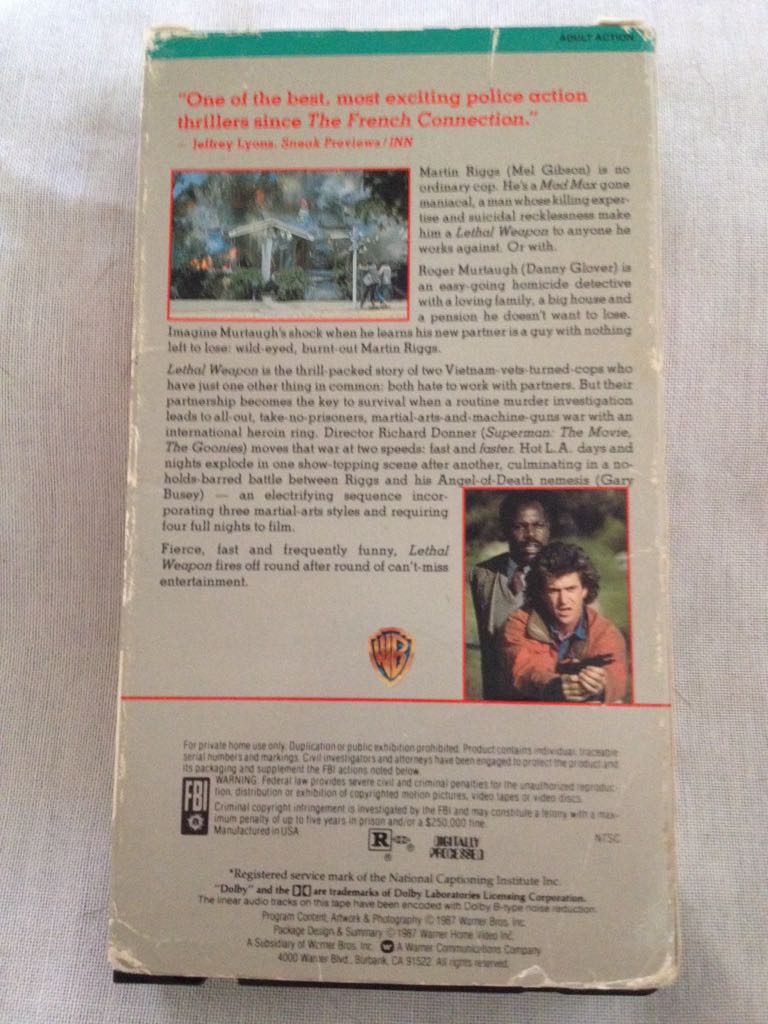 ADULT ACTION
"One of the best, most exciting police action
thrillers since The French Connection."
– Jeffrey Lyons, Sneak Previews/INN
Martin Riggs (Mel Gibson) is no
ordinary cop. He's a Mad Max gone
maniacal, a man whose killing exper-
tise and suicidal recklessness make
him a Lethal Weapon to anyone he
works against. Or with.
Roger Murtaugh (Danny Glover) is
an easy-going homicide detective
with a loving family, a big house and
a pension he doesn't want to lose.
Imagine Murtaugh's shock when he learns his new partner is a guy with nothing
left to lose: wild-eyed, burnt-out Martin Riggs.
Lethal Weapon is the thrill-packed story of two Vietnam-vets-turned-cops who
have just one other thing in common: both hate to work with partners. But their
partnership becomes the key to survival when a routine murder investigation
leads to all-out, take-no-prisoners, martial-arts-and-machine-guns war with an
international heroin ring. Director Richard Donner (Superman: The Movie,
The Goonies) moves that war at two speeds: fast and faster. Hot L.A. days and
nights explode in one show-topping scene after another, culminating in a no-
holds-barred battle between Riggs and his Angel-of-Death nemesis (Gary
Busey) — an electrifying sequence incor-
porating three martial-arts styles and requiring
four full nights to film.
Fierce, fast and frequently funny, Lethal
Weapon fires off round after round of can't-miss
entertainment.
WB
For private home use only. Duplication or public exhibition prohibited. Product contains individual, traceable
serial numbers and markings. Civil investigators and attorneys have been engaged to protect the product and
its packaging and supplement the FBI actions noted below.
FBI
WARNING: Federal law provides severe civil and criminal penalties for the unauthorized reproduc-
tion, distribution or exhibition of copyrighted motion pictures, video tapes or video discs.
Criminal copyright infringement is investigated by the FBI and may constitute a felony with a max-
imum penalty of up to five years in prison and/or a $250,000 fine.
Manufactured in USA
R ®
®
DIGITALLY
PROCESSED
NTSC
*Registered service mark of the National Captioning Institute Inc.
"Dolby" and the DD are trademarks of Dolby Laboratories Licensing Corporation.
The linear audio tracks on this tape have been encoded with Dolby B-type noise reduction.
Program Content, Artwork & Photography © 1987 Warner Bros. Inc.
Package Design & Summary © 1987 Warner Home Video Inc.
A Subsidiary of Warner Bros. Inc. A Warner Communications Company
4000 Warner Blvd., Burbank, CA 91522. All rights reserved.